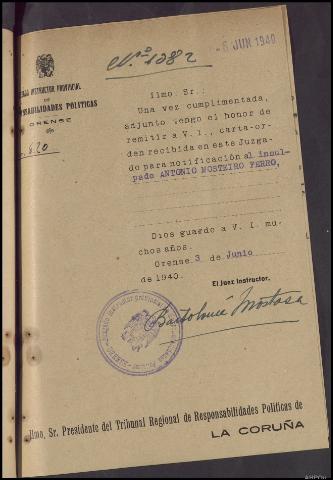 Nº 1382
- 6 JUN 1940
JUZGADO INSTRUCTOR PROVINCIAL
DE
RESPONSABILIDADES POLITICAS
ORENSE
Ilmo. Sr.:
Una vez cumplimentada,
adjunto tengo el honor de
remitir a V.I., carta-or-
den recibida en este Juzga-
do para notificación al incul-
pado ANTONIO MOSTEIRO FERRO,
Dios guarde a V. I. mu-
chos años.
Orense 3 de Junio
de 1940.
El Juez Instructor,
Bartolomé Mostaza
Ilmo. Sr. Presidente del Tribunal Regional de Responsabilidades Políticas de
LA CORUÑA